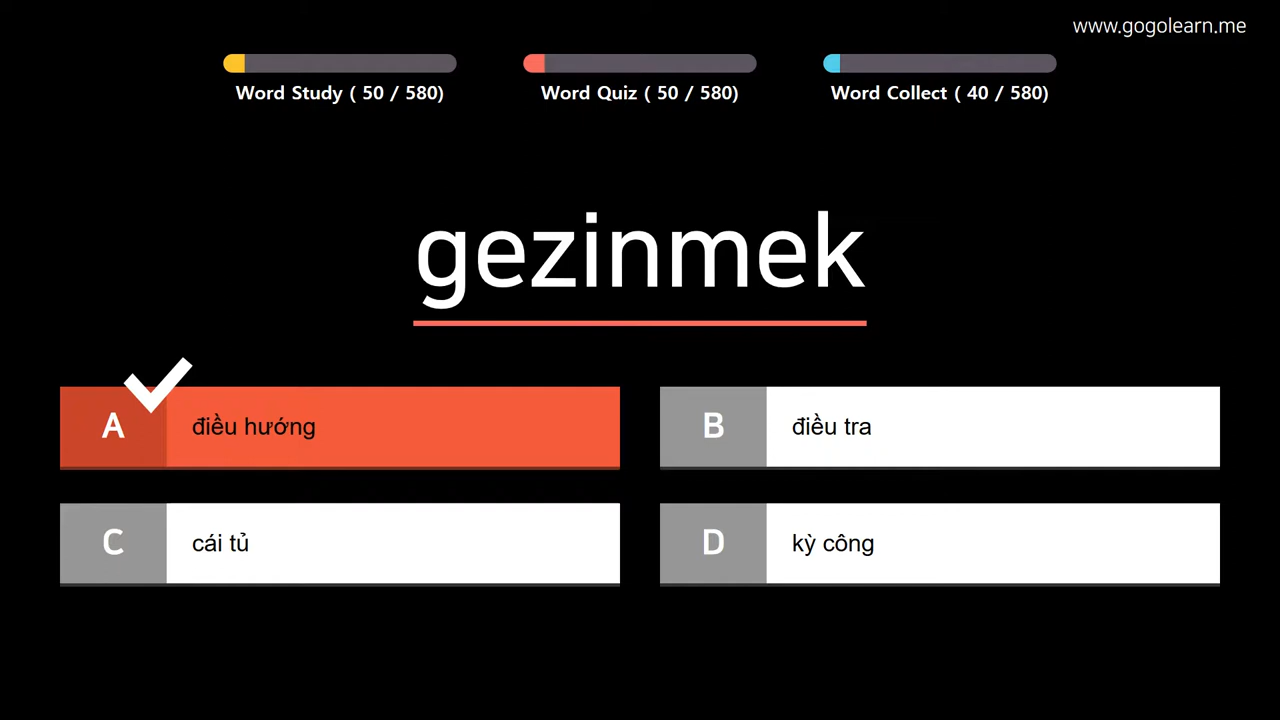 www.gogolearn.me
Word Study ( 50 / 580)
Word Quiz ( 50 / 580)
Word Collect ( 40 / 580)
gezinmek
A
điều hướng
B
điều tra
C
cái tủ
D
kỳ công